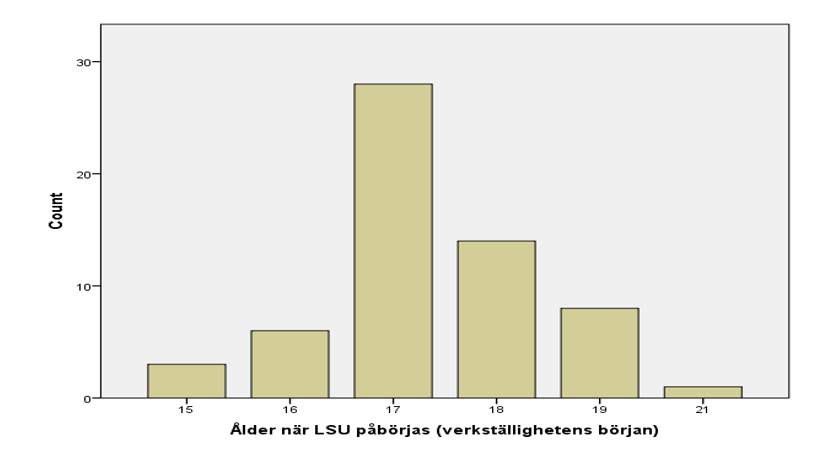 30
20
10
0
Count
15 16 17 18 19 21
Ålder när LSU påbörjas (verkställighetens början)